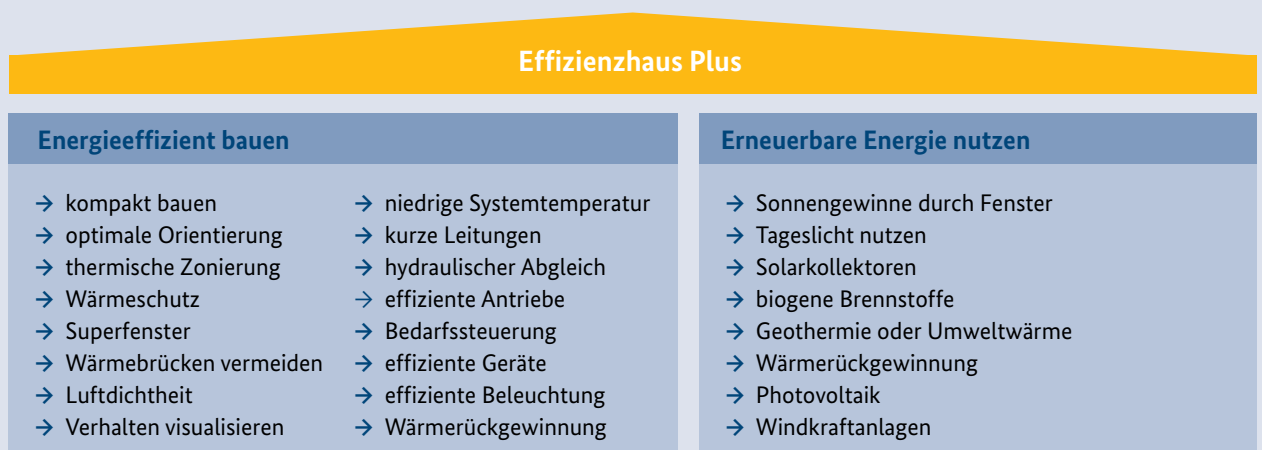 Effizienzhaus Plus
Energieeffizient bauen
→ kompakt bauen
→ optimale Orientierung
→ thermische Zonierung
→ Wärmeschutz
→ Superfenster
→ Wärmebrücken vermeiden
→ Luftdichtheit
→ Verhalten visualisieren
→ niedrige Systemtemperatur
→ kurze Leitungen
→ hydraulischer Abgleich
→ effiziente Antriebe
→ Bedarfssteuerung
→ effiziente Geräte
→ effiziente Beleuchtung
→ Wärmerückgewinnung
Erneuerbare Energie nutzen
→ Sonnengewinne durch Fenster
→ Tageslicht nutzen
→ Solarkollektoren
→ biogene Brennstoffe
→ Geothermie oder Umweltwärme
→ Wärmerückgewinnung
→ Photovoltaik
→ Windkraftanlagen